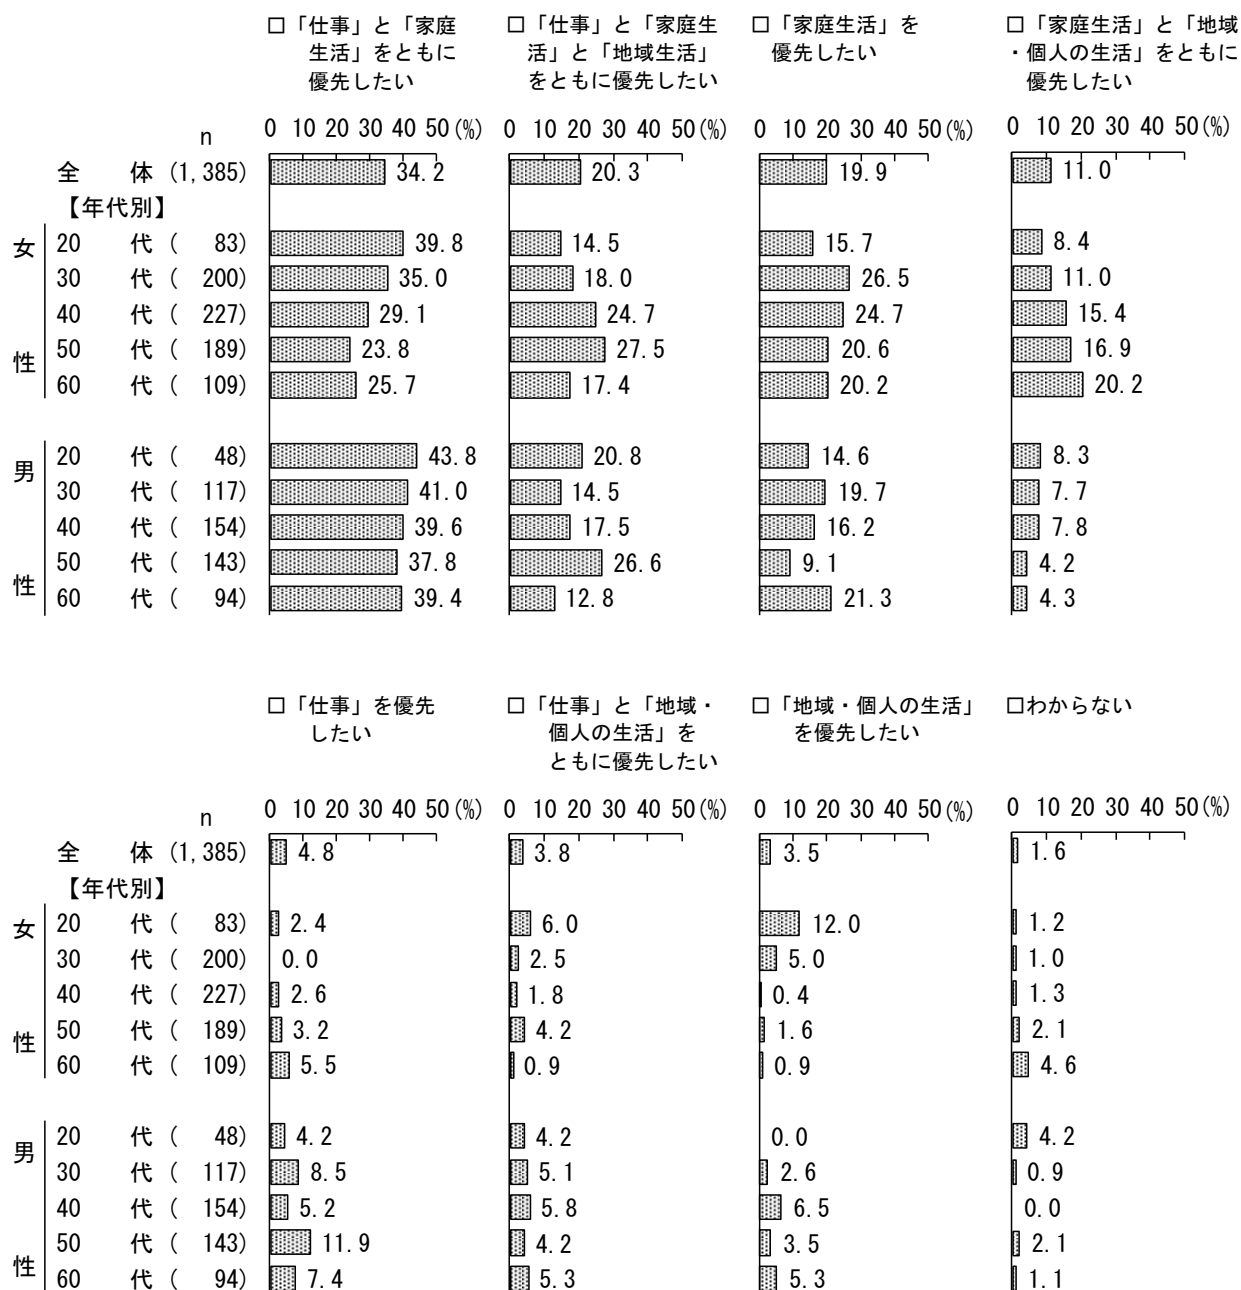 □「仕事」と「家庭
生活」をともに
優先したい
□「仕事」と「家庭生
活」と「地域生活」
をともに優先したい
□「家庭生活」を
優先したい
□「家庭生活」と「地域
・個人の生活」をともに
優先したい
n
0 10 20 30 40 50(%) 0 10 20 30 40 50(%) 0 10 20 30 40 50(%) 0 10 20 30 40 50(%)
全 体 (1,385) 34.2 20.3 19.9 11.0
【年代別】
女性
20 代 ( 83) 39.8 14.5 15.7 8.4
30 代 ( 200) 35.0 18.0 26.5 11.0
40 代 ( 227) 29.1 24.7 24.7 15.4
50 代 ( 189) 23.8 27.5 20.6 16.9
60 代 ( 109) 25.7 17.4 20.2 20.2
男性
20 代 ( 48) 43.8 20.8 14.6 8.3
30 代 ( 117) 41.0 14.5 19.7 7.7
40 代 ( 154) 39.6 17.5 16.2 7.8
50 代 ( 143) 37.8 26.6 9.1 4.2
60 代 ( 94) 39.4 12.8 21.3 4.3
□「仕事」を優先
したい
□「仕事」と「地域・
個人の生活」を
ともに優先したい
□「地域・個人の生活」
を優先したい
□わからない
n
0 10 20 30 40 50(%) 0 10 20 30 40 50(%) 0 10 20 30 40 50(%) 0 10 20 30 40 50(%)
全 体 (1,385) 4.8 3.8 3.5 1.6
【年代別】
女性
20 代 ( 83) 2.4 6.0 12.0 1.2
30 代 ( 200) 0.0 2.5 5.0 1.0
40 代 ( 227) 2.6 1.8 0.4 1.3
50 代 ( 189) 3.2 4.2 1.6 2.1
60 代 ( 109) 5.5 0.9 0.9 4.6
男性
20 代 ( 48) 4.2 4.2 0.0 4.2
30 代 ( 117) 8.5 5.1 2.6 0.9
40 代 ( 154) 5.2 5.8 6.5 0.0
50 代 ( 143) 11.9 4.2 3.5 2.1
60 代 ( 94) 7.4 5.3 5.3 1.1